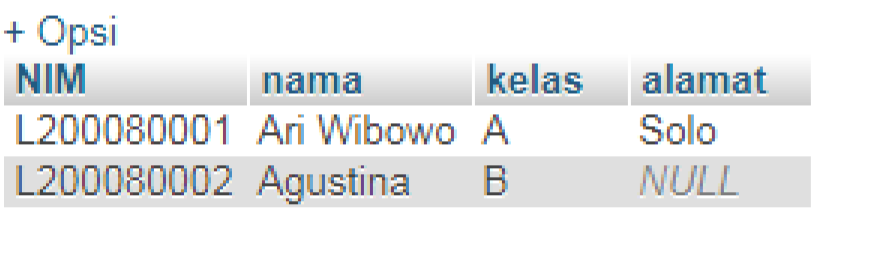 + Opsi
NIM nama kelas alamat
L200080001 Ari Wibowo A Solo
L200080002 Agustina B NULL